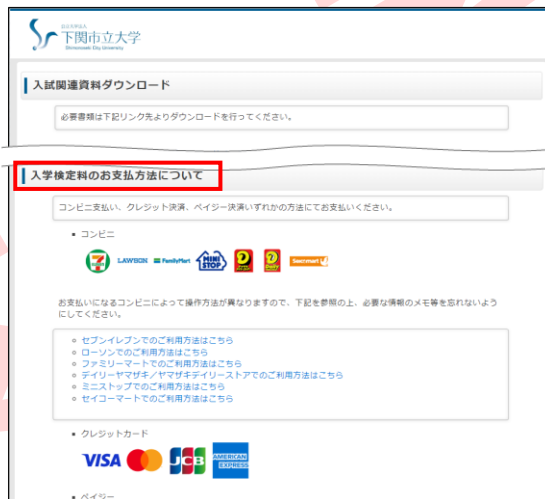 公立大学法人
下関市立大学
Shimonoseki City University
入試関連資料ダウンロード
必要書類は下記リンク先よりダウンロードを行ってください。
入学検定料のお支払方法について
コンビニ支払い、クレジット決済、ペイジー決済いずれかの方法にてお支払いください。
▪ コンビニ
LAWSON FamilyMart MINI STOP Seicomart
お支払いになるコンビニによって操作方法が異なりますので、下記を参照の上、必要な情報のメモ等を忘れないよう
にしてください。
◦ セブンイレブンでのご利用方法はこちら
◦ ローソンでのご利用方法はこちら
◦ ファミリーマートでのご利用方法はこちら
◦ デイリーヤマザキ/ヤマザキデイリーストアでのご利用方法はこちら
◦ ミニストップでのご利用方法はこちら
◦ セイコーマートでのご利用方法はこちら
▪ クレジットカード
VISA JCB AMERICAN EXPRESS
▪ ペイジー